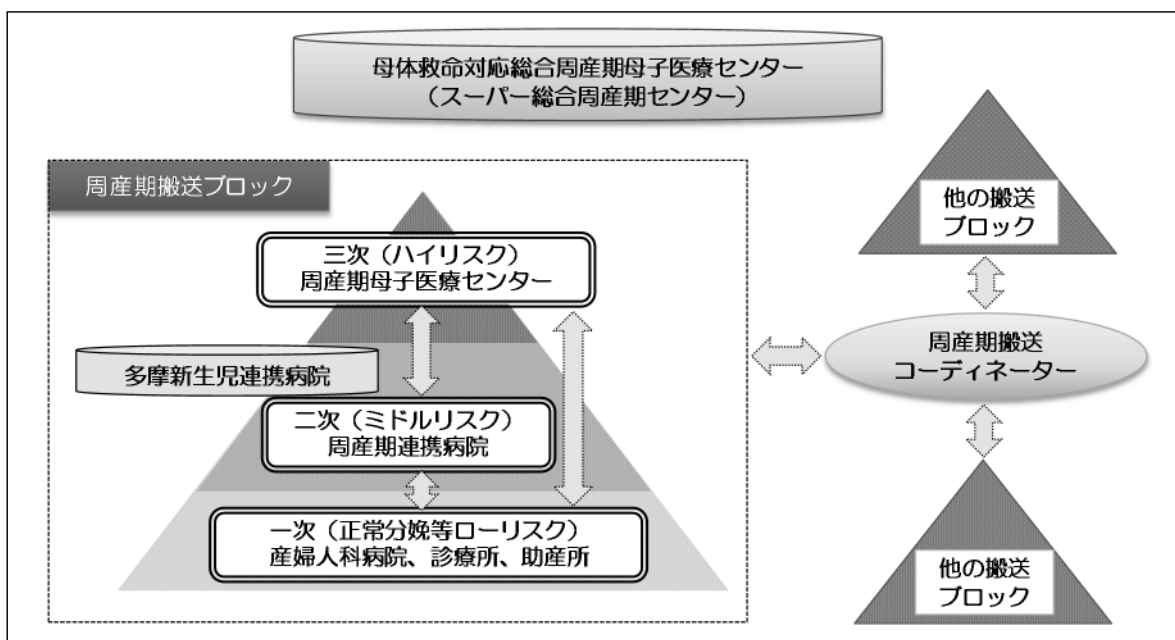 母体救命対応総合周産期母子医療センター
（スーパー総合周産期センター）
周産期搬送ブロック
三次（ハイリスク）
周産期母子医療センター
多摩新生児連携病院
二次（ミドルリスク）
周産期連携病院
一次（正常分娩等ローリスク）
産婦人科病院、診療所、助産所
他の搬送
ブロック
周産期搬送
コーディネーター
他の搬送
ブロック